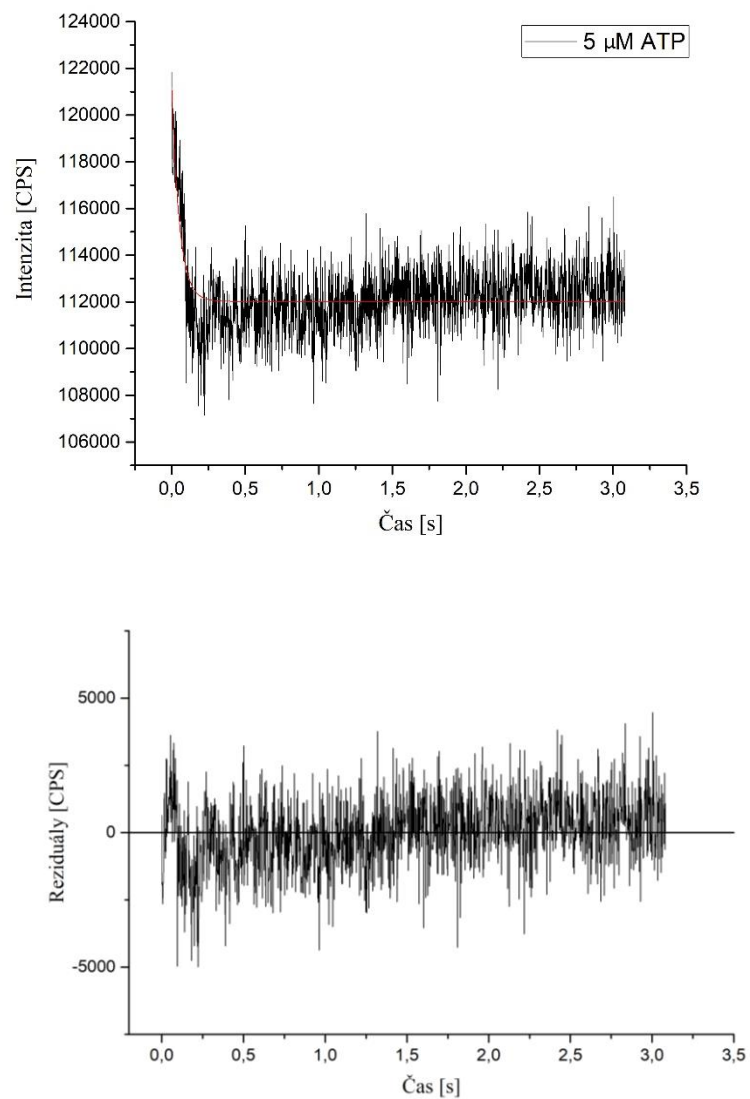 5 μM ATP
124000
122000
120000
118000
116000
114000
112000
110000
108000
106000
Intenzita [CPS]
0,0 0,5 1,0 1,5 2,0 2,5 3,0 3,5
Čas [s]
5000
0
-5000
Reziduály [CPS]
0,0 0,5 1,0 1,5 2,0 2,5 3,0 3,5
Čas [s]